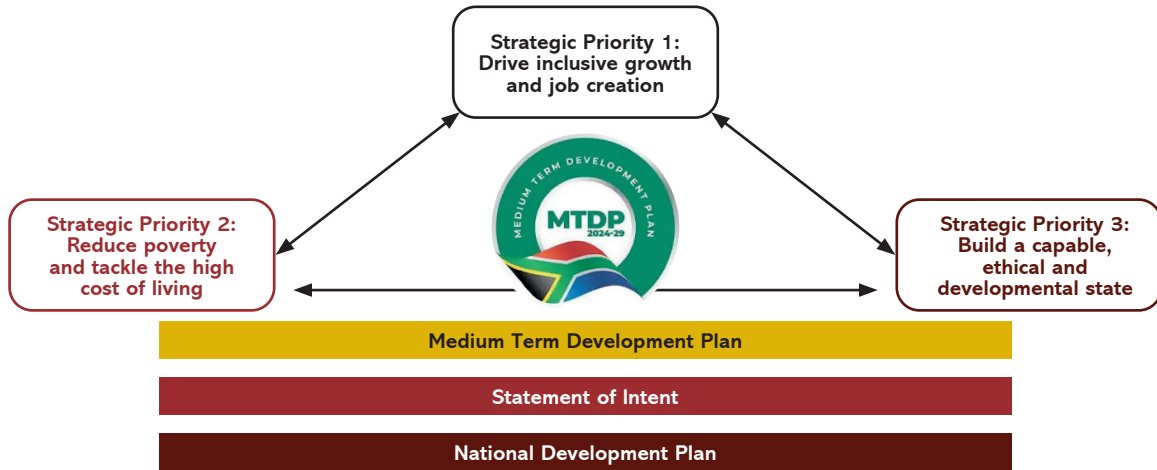 Strategic Priority 1:
Drive inclusive growth
and job creation
MEDIUM TERM DEVELOPMENT PLAN
MTDP
2024-29
Strategic Priority 2:
Reduce poverty
and tackle the high
cost of living
Strategic Priority 3:
Build a capable,
ethical and
developmental state
Medium Term Development Plan
Statement of Intent
National Development Plan